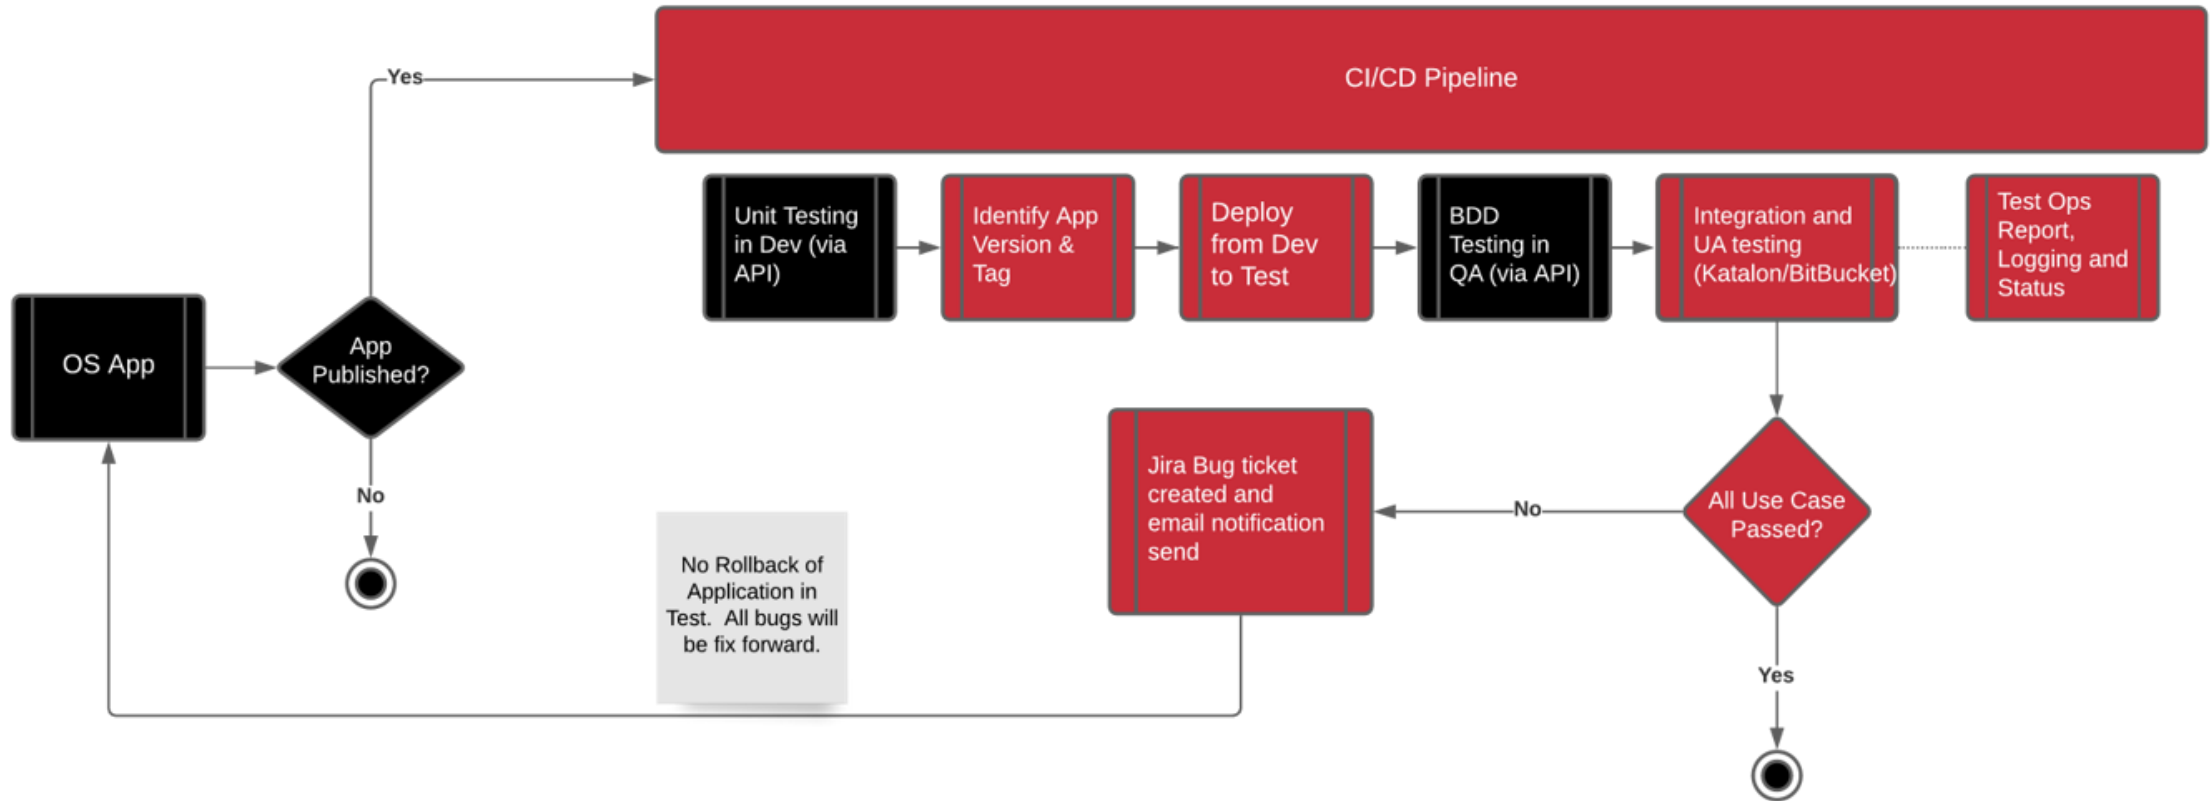 CI/CD Pipeline
Yes
Unit Testing
in Dev (via
API)
Identify App
Version &
Tag
Deploy
from Dev
to Test
BDD
Testing in
QA (via API)
Integration and
UA testing
(Katalon/BitBucket)
Test Ops
Report,
Logging and
Status
OS App
App
Published?
No
Jira Bug ticket
created and
email notification
send
No
All Use Case
Passed?
No Rollback of
Application in
Test.  All bugs will
be fix forward.
Yes